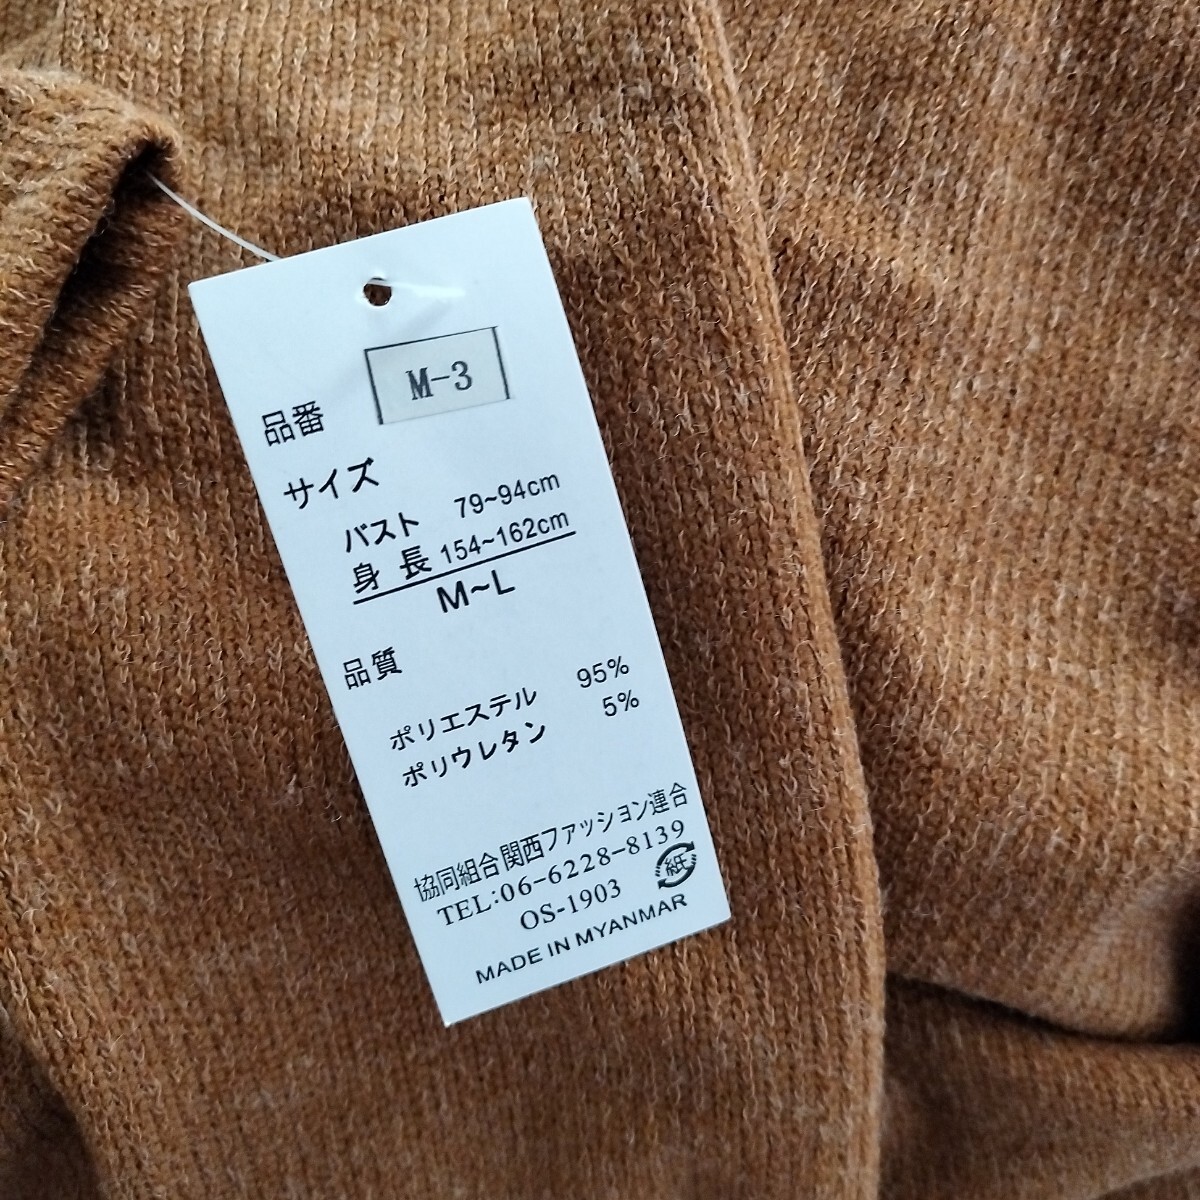 M-3
品番
サイズ
バスト 79~94cm
身 長 154~162cm
M~L
品質
ポリエステル 95%
ポリウレタン 5%
協同組合関西ファッション連合
TEL:06-6228-8139
紙
OS-1903
MADE IN MYANMAR